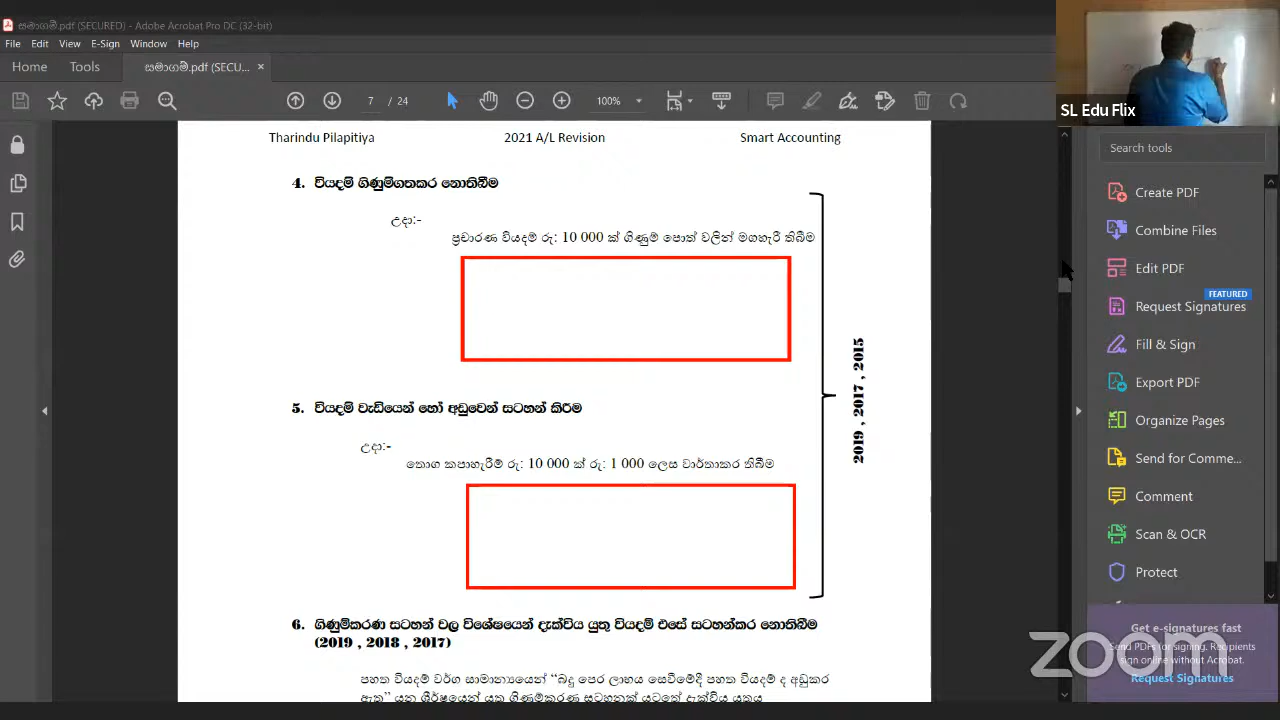 සමාගම්.pdf (SECURED) - Adobe Acrobat Pro DC (32-bit)
File Edit View E-Sign Window Help
Home Tools සමාගම්.pdf (SECU... ×
7 / 24 100%
SL Edu Flix
Search tools
Tharindu Pilapitiya 2021 A/L Revision Smart Accounting
4. වියදම් ගිණුම්ගතකර නොතිබීම
උදා:-
ප්‍රචාරණ වියදම් රු: 10 000 ක් ගිණුම් පොත් වලින් මගහැරී තිබීම
2019 , 2017 , 2015
5. වියදම් වැඩියෙන් හෝ අඩුවෙන් සටහන් කිරීම
උදා:-
තොග කපාහැරීම් රු: 10 000 ක් රු: 1 000 ලෙස වාර්තාකර තිබීම
6. ගිණුම්කරණ සටහන් වල විශේෂයෙන් දැක්විය යුතු වියදම් එසේ සටහන්කර නොතිබීම
(2019 , 2018 , 2017)
පහත වියදම් වර්ග සාමාන්‍යයෙන් “බදු පෙර ලාභය සෙවීමේදී පහත වියදම් ද අඩුකර
ඇත” යන ශීර්ෂයෙන් යුතු ගිණුම්කරණ සටහනක් යටතේ දැක්විය යුතුය
Create PDF
Combine Files
Edit PDF
FEATURED
Request Signatures
Fill & Sign
Export PDF
Organize Pages
Send for Comme...
Comment
Scan & OCR
Protect
Get e-signatures fast
Send PDFs for signing. Recipients
sign online without Acrobat.
Request Signatures
zoom